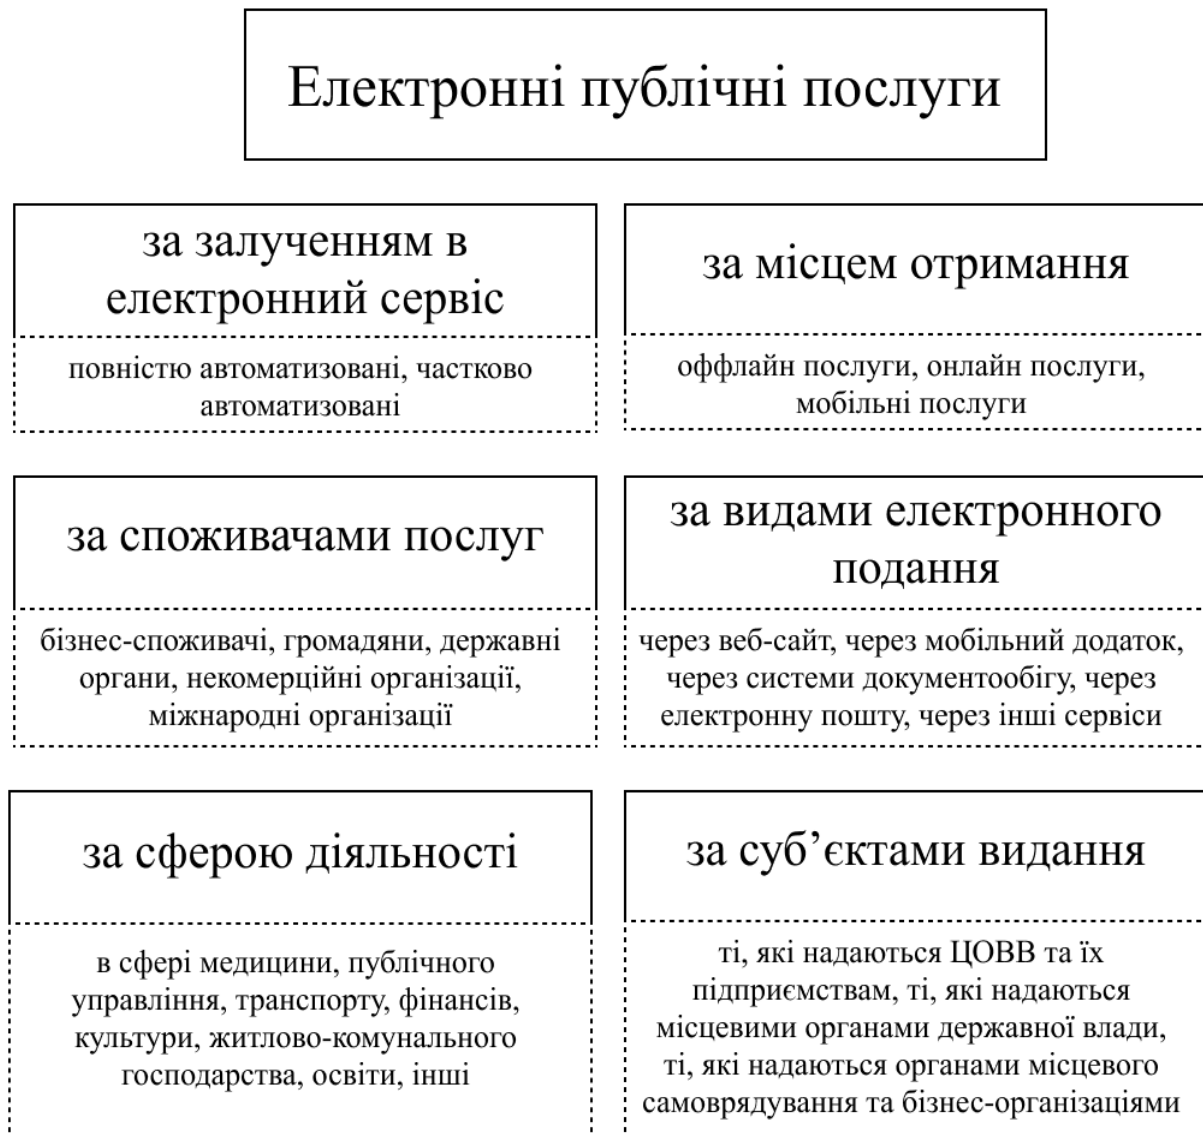 Електронні публічні послуги
за залученням в
електронний сервіс
повністю автоматизовані, частково
автоматизовані
за місцем отримання
оффлайн послуги, онлайн послуги,
мобільні послуги
за споживачами послуг
бізнес-споживачі, громадяни, державні
органи, некомерційні організації,
міжнародні організації
за видами електронного
подання
через веб-сайт, через мобільний додаток,
через системи документообігу, через
електронну пошту, через інші сервіси
за сферою діяльності
в сфері медицини, публічного
управління, транспорту, фінансів,
культури, житлово-комунального
господарства, освіти, інші
за суб’єктами видання
ті, які надаються ЦОВВ та їх
підприємствам, ті, які надаються
місцевими органами державної влади,
ті, які надаються органами місцевого
самоврядування та бізнес-організаціями